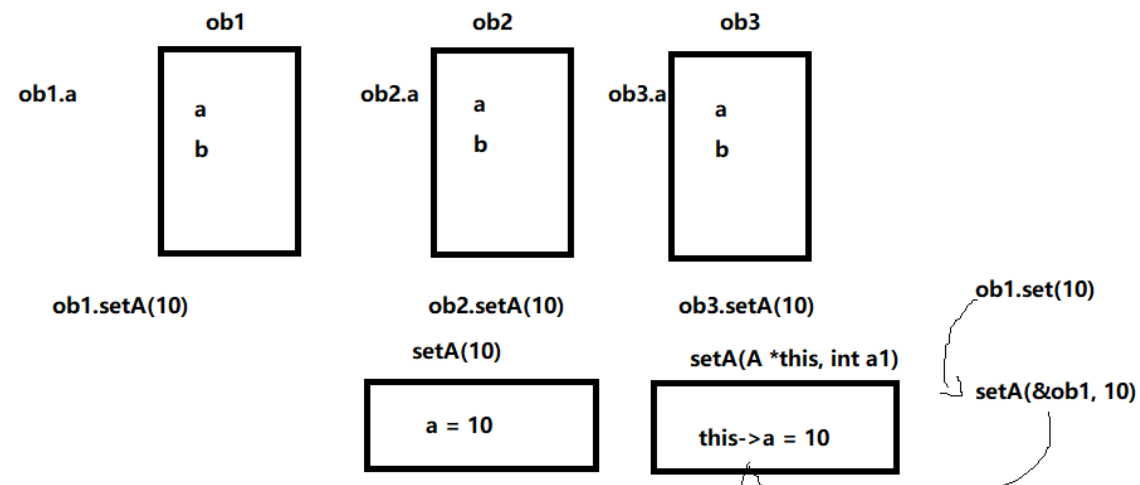 ob1 ob2 ob3
ob1.a ob2.a ob3.a
a a a
b b b
ob1.setA(10) ob2.setA(10) ob3.setA(10) ob1.set(10)
setA(10) setA(A *this, int a1)
setA(&ob1, 10)
a = 10 this->a = 10